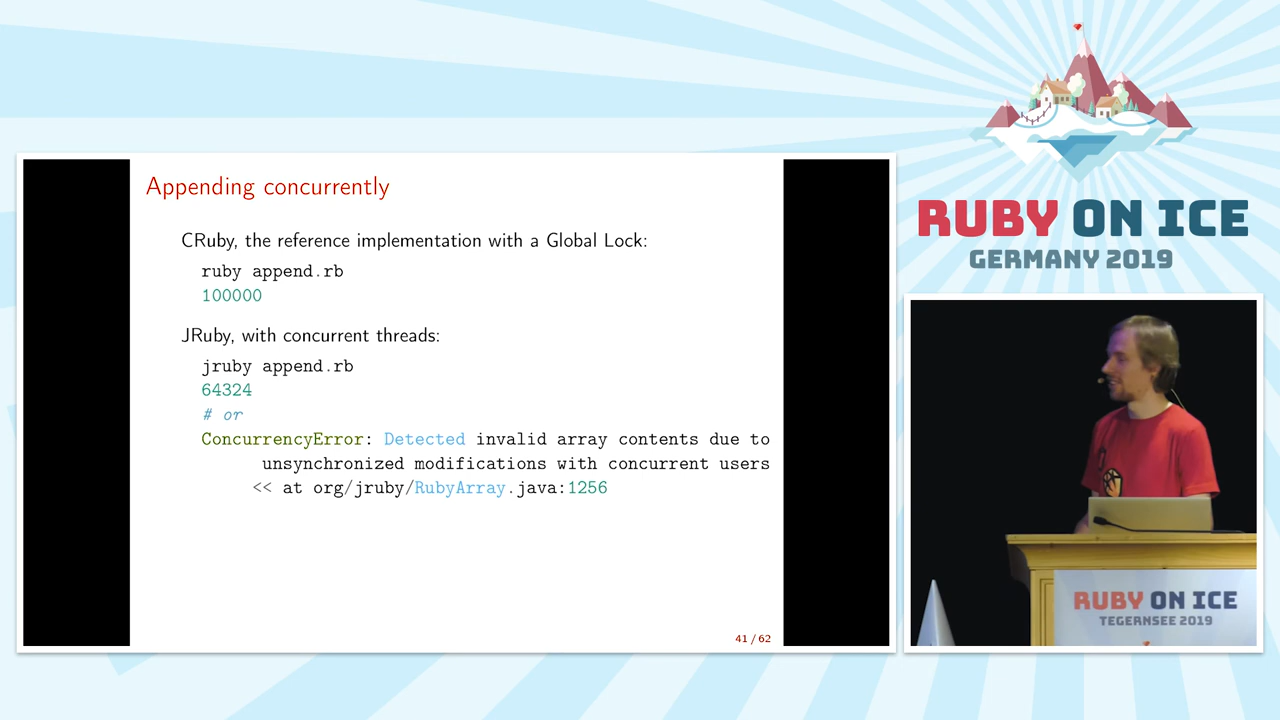 RUBY ON ICE
GERMANY 2019
Appending concurrently
CRuby, the reference implementation with a Global Lock:
ruby append.rb
100000
JRuby, with concurrent threads:
jruby append.rb
64324
# or
ConcurrencyError: Detected invalid array contents due to
unsynchronized modifications with concurrent users
<< at org/jruby/RubyArray.java:1256
41 / 62
RUBY ON ICE
TEGERNSEE 2019